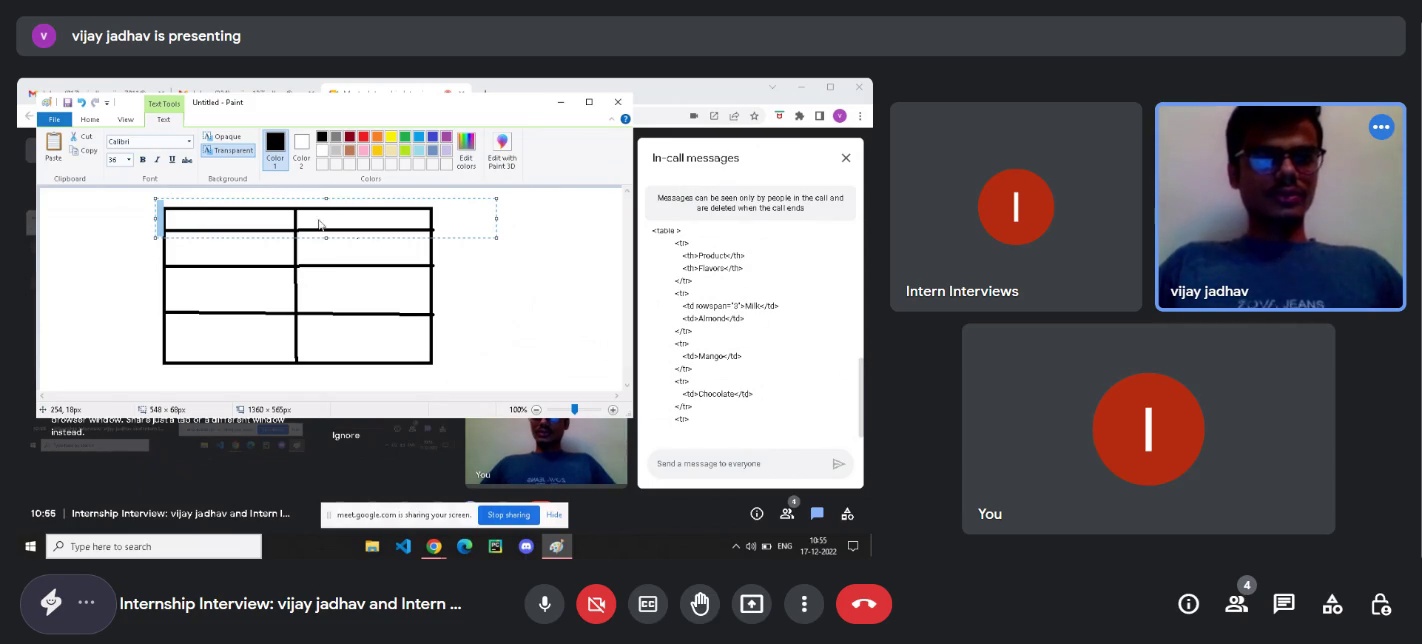 V
vijay jadhav is presenting
Text Tools
Untitled - Paint
File
Home
View
Text
Paste
Cut
Copy
Clipboard
Calibri
36
B I U abc
Font
Opaque
Transparent
Background
Color 1
Color 2
Edit colors
Edit with Paint 3D
Colors
254, 18px
548 × 68px
1360 × 565px
100%
browser window. Share just a tab or a different window
instead.
Ignore
You
In-call messages
Messages can be seen only by people in the call and
are deleted when the call ends
<table >
<tr>
<th>Product</th>
<th>Flavors</th>
</tr>
<tr>
<td rowspan="3">Milk</td>
<td>Almond</td>
</tr>
<tr>
<td>Mango</td>
</tr>
<tr>
<td>Chocolate</td>
</tr>
<tr>
Send a message to everyone
10:55 | Internship Interview: vijay jadhav and Intern I...
meet.google.com is sharing your screen.
Stop sharing
Hide
4
Type here to search
ENG
10:55
17-12-2022
I
Intern Interviews
vijay jadhav
JEANS
I
You
Internship Interview: vijay jadhav and Intern ...
4